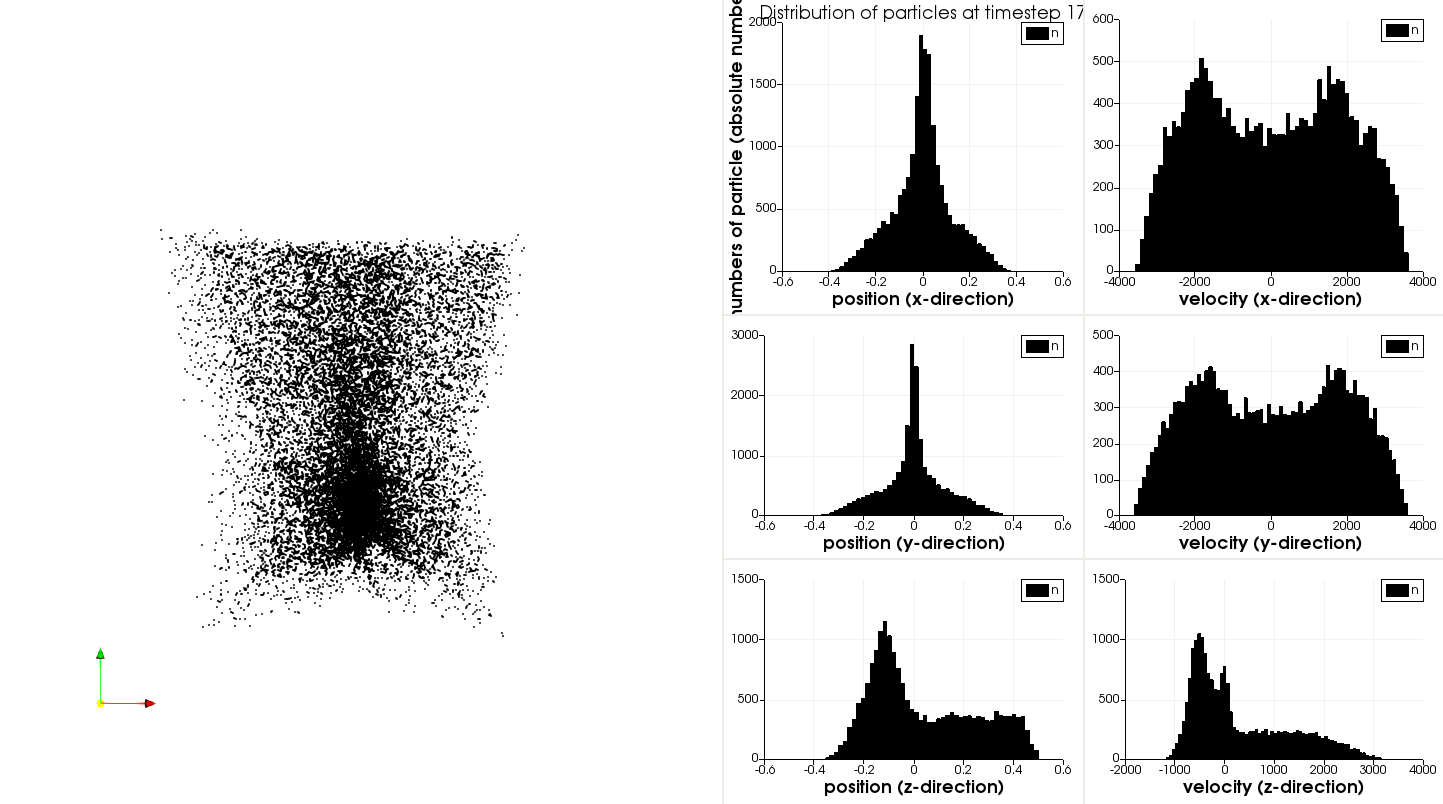 Distribution of particles at timestep 17
numbers of particle (absolute numbe
2000
1500
1000
500
0
-0.6 -0.4 -0.2 0 0.2 0.4 0.6
position (x-direction)
n
600
500
400
300
200
100
0
-4000 -2000 0 2000 4000
velocity (x-direction)
n
3000
2000
1000
0
-0.6 -0.4 -0.2 0 0.2 0.4 0.6
position (y-direction)
n
500
400
300
200
100
0
-4000 -2000 0 2000 4000
velocity (y-direction)
n
1500
1000
500
0
-0.6 -0.4 -0.2 0 0.2 0.4 0.6
position (z-direction)
n
1500
1000
500
0
-2000 -1000 0 1000 2000 3000 4000
velocity (z-direction)
n